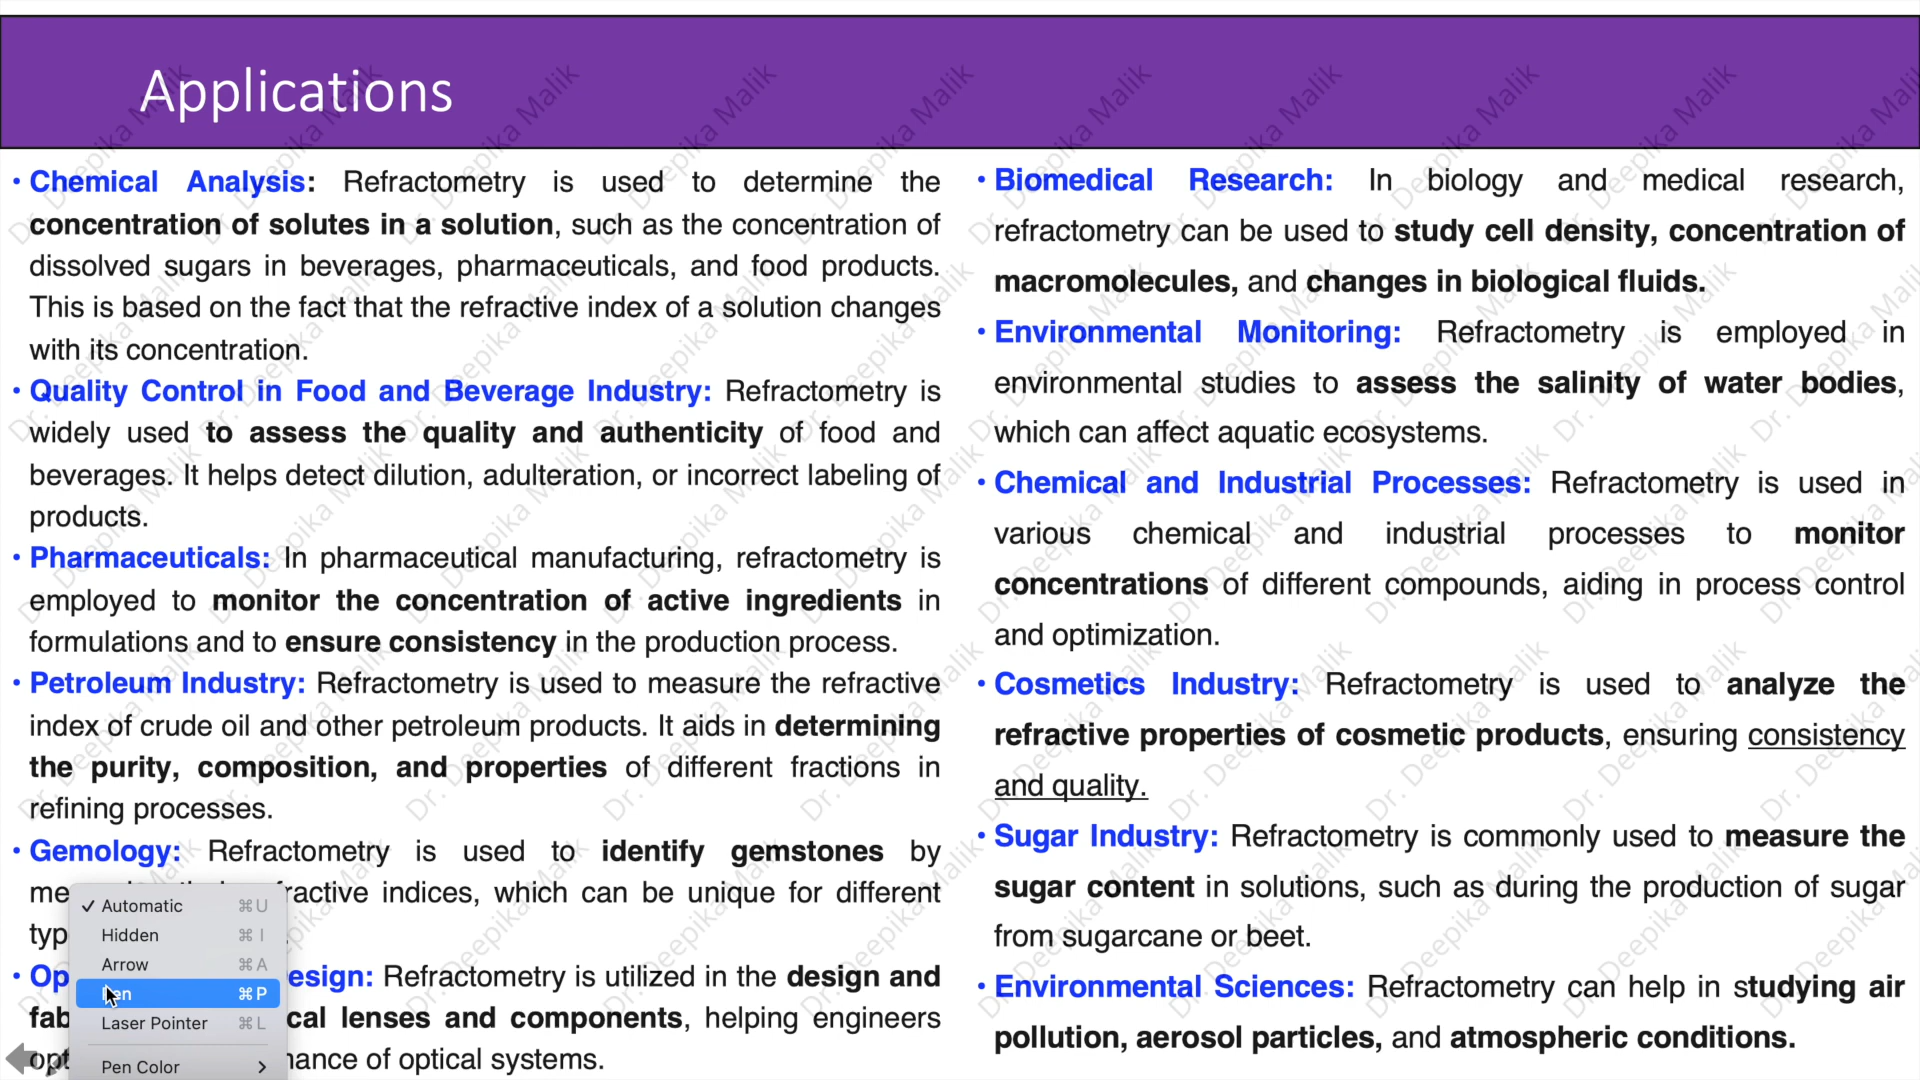 Applications
• Chemical Analysis: Refractometry is used to determine the
concentration of solutes in a solution, such as the concentration of
dissolved sugars in beverages, pharmaceuticals, and food products.
This is based on the fact that the refractive index of a solution changes
with its concentration.
• Quality Control in Food and Beverage Industry: Refractometry is
widely used to assess the quality and authenticity of food and
beverages. It helps detect dilution, adulteration, or incorrect labeling of
products.
• Pharmaceuticals: In pharmaceutical manufacturing, refractometry is
employed to monitor the concentration of active ingredients in
formulations and to ensure consistency in the production process.
• Petroleum Industry: Refractometry is used to measure the refractive
index of crude oil and other petroleum products. It aids in determining
the purity, composition, and properties of different fractions in
refining processes.
• Gemology: Refractometry is used to identify gemstones by
indices, which can be unique for different
• Refractometry is utilized in the design and
lenses and components, helping engineers
of optical systems.
Automatic ⌘U
Hidden ⌘I
Arrow ⌘A
⌘P
Laser Pointer ⌘L
Pen Color
• Biomedical Research: In biology and medical research,
refractometry can be used to study cell density, concentration of
macromolecules, and changes in biological fluids.
• Environmental Monitoring: Refractometry is employed in
environmental studies to assess the salinity of water bodies,
which can affect aquatic ecosystems.
• Chemical and Industrial Processes: Refractometry is used in
various chemical and industrial processes to monitor
concentrations of different compounds, aiding in process control
and optimization.
• Cosmetics Industry: Refractometry is used to analyze the
refractive properties of cosmetic products, ensuring consistency
and quality.
• Sugar Industry: Refractometry is commonly used to measure the
sugar content in solutions, such as during the production of sugar
from sugarcane or beet.
• Environmental Sciences: Refractometry can help in studying air
pollution, aerosol particles, and atmospheric conditions.
Dr. Deepika Malik